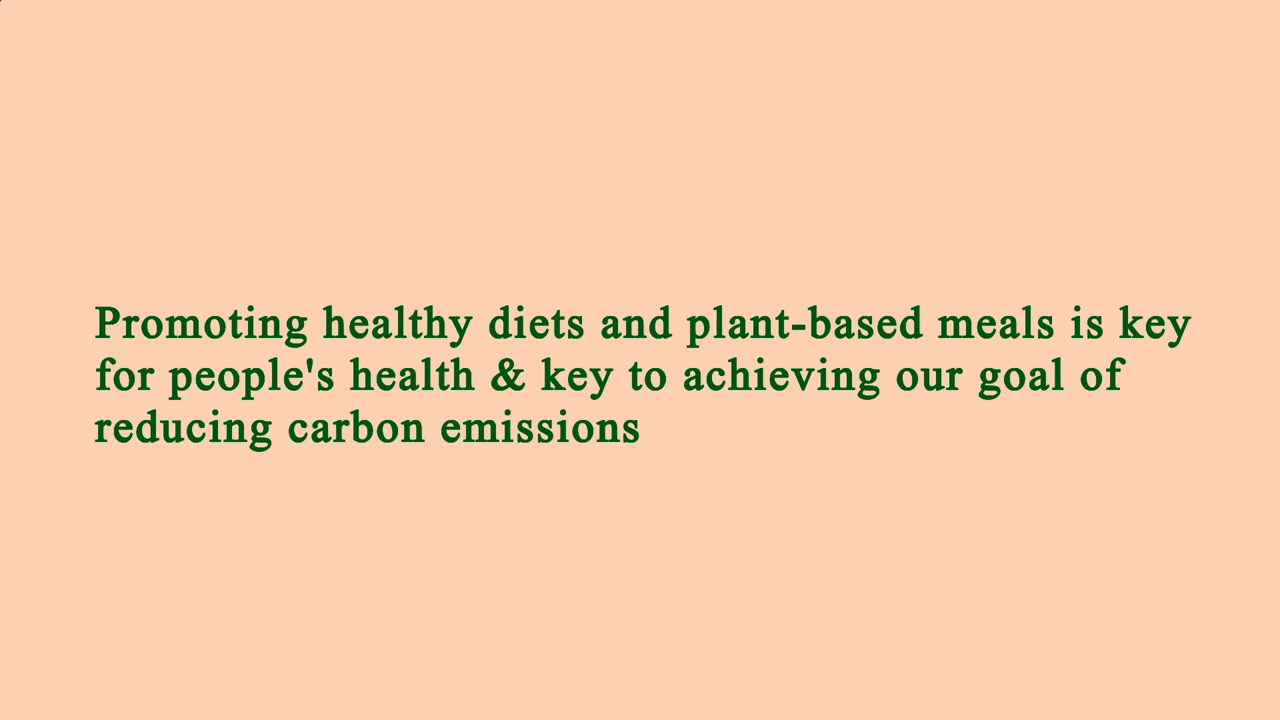 Promoting healthy diets and plant-based meals is key
for people's health & key to achieving our goal of
reducing carbon emissions